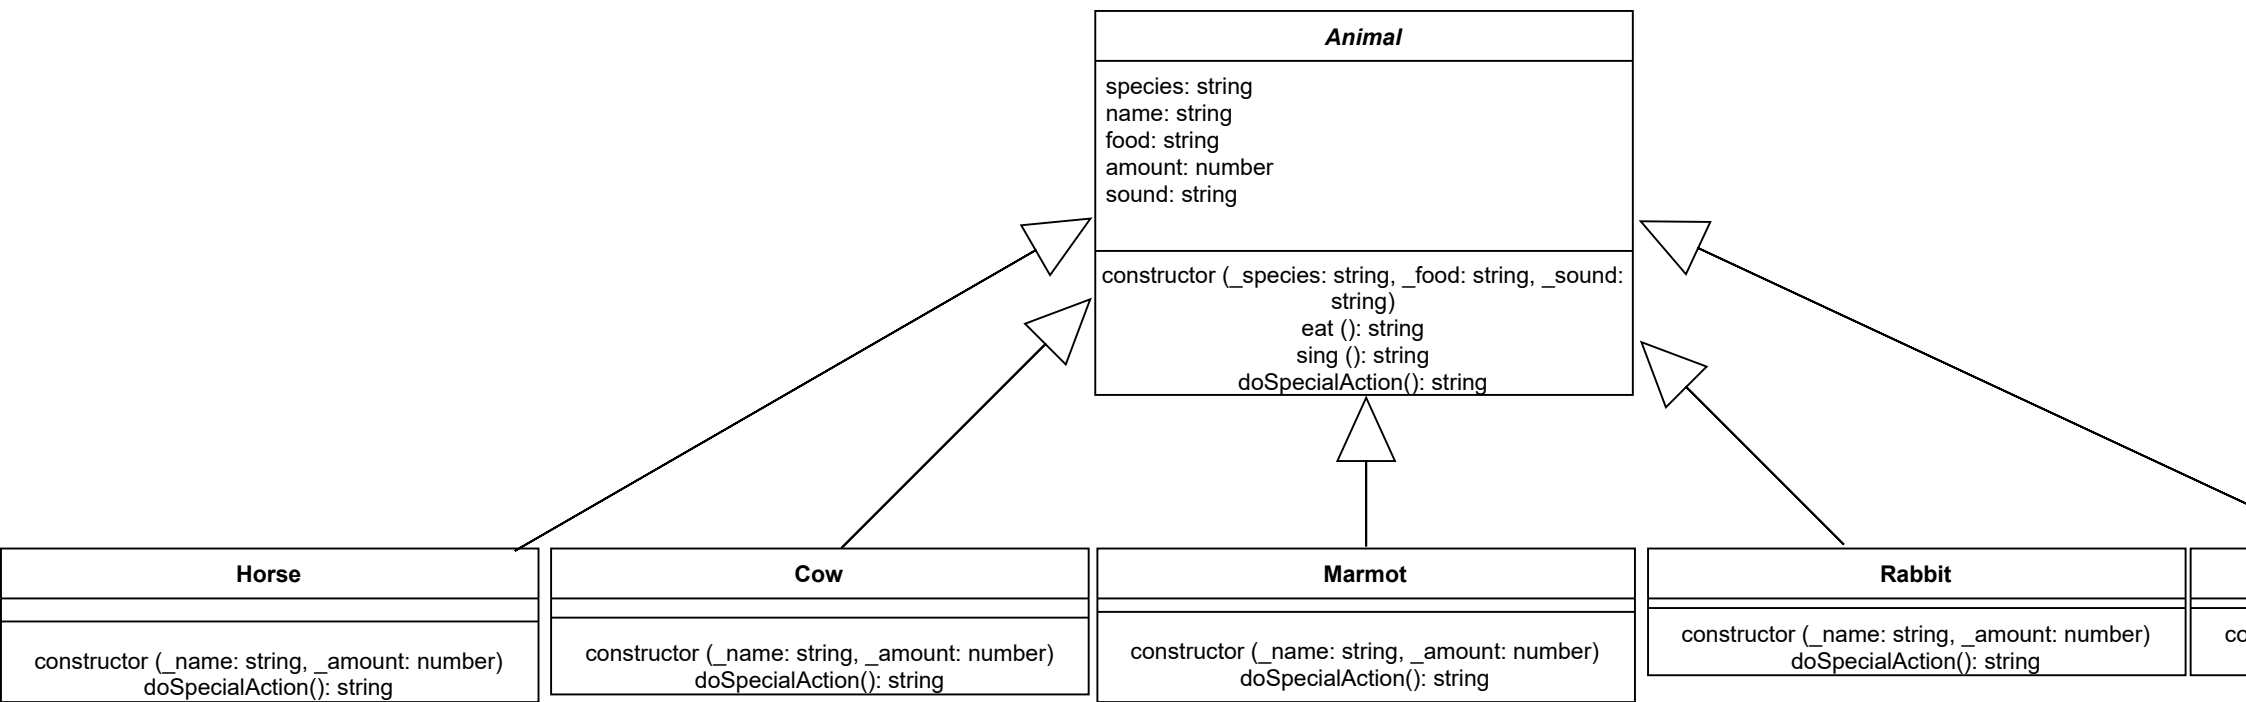 Animal
species: string
name: string
food: string
amount: number
sound: string
constructor (_species: string, _food: string, _sound:
string)
eat (): string
sing (): string
doSpecialAction(): string
Horse
constructor (_name: string, _amount: number)
doSpecialAction(): string
Cow
constructor (_name: string, _amount: number)
doSpecialAction(): string
Marmot
constructor (_name: string, _amount: number)
doSpecialAction(): string
Rabbit
constructor (_name: string, _amount: number)
doSpecialAction(): string